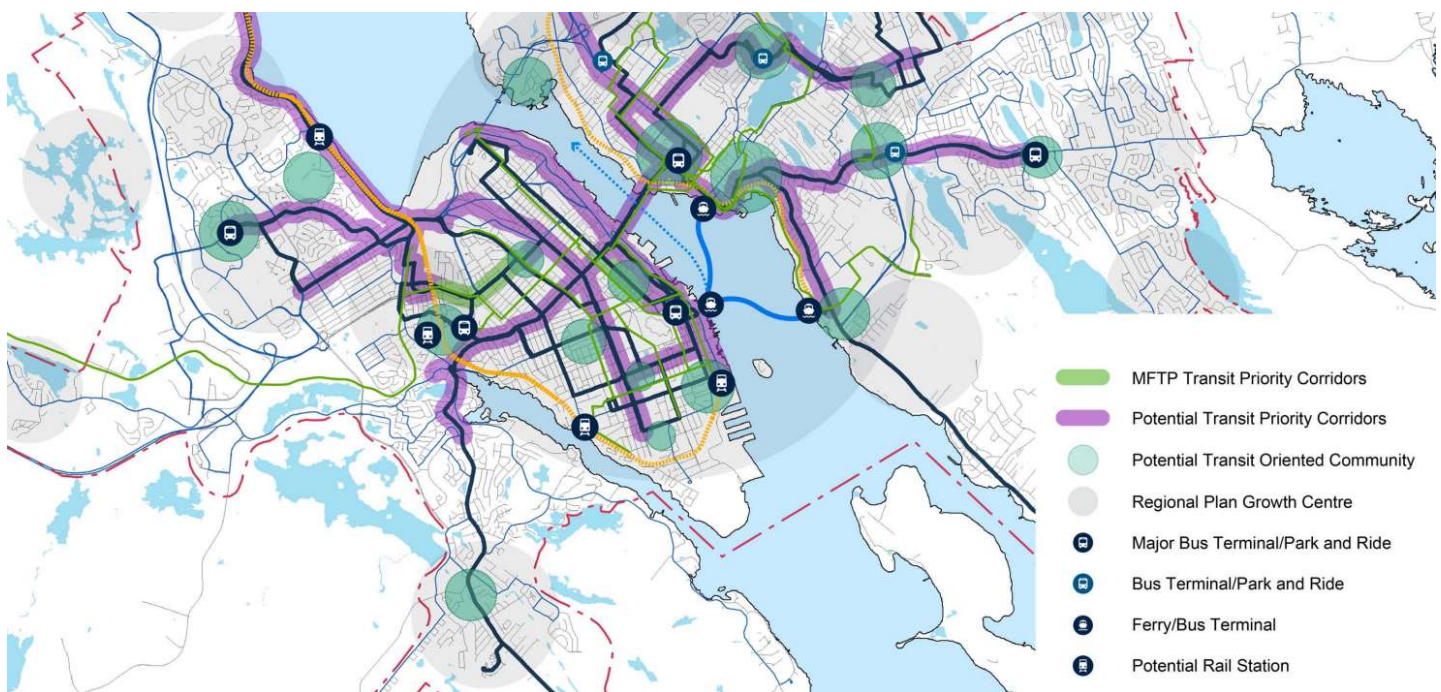 MFTP Transit Priority Corridors
Potential Transit Priority Corridors
Potential Transit Oriented Community
Regional Plan Growth Centre
Major Bus Terminal/Park and Ride
Bus Terminal/Park and Ride
Ferry/Bus Terminal
Potential Rail Station